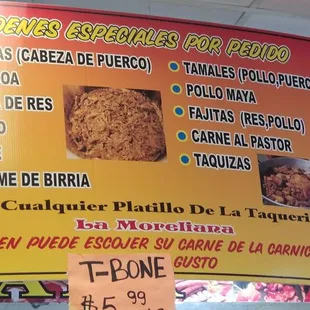 DENES ESPECIALES POR PEDIDO
AS (CABEZA DE PUERCO)
OA
DE RES
O
E
ME DE BIRRIA
TAMALES (POLLO,PUERC
POLLO MAYA
FAJITAS (RES,POLLO)
CARNE AL PASTOR
TAQUIZAS
Cualquier Platillo De La Taqueri
La Moreliana
EN PUEDE ESCOJER SU CARNE DE LA CARNIC
GUSTO
T-BONE
$5.99